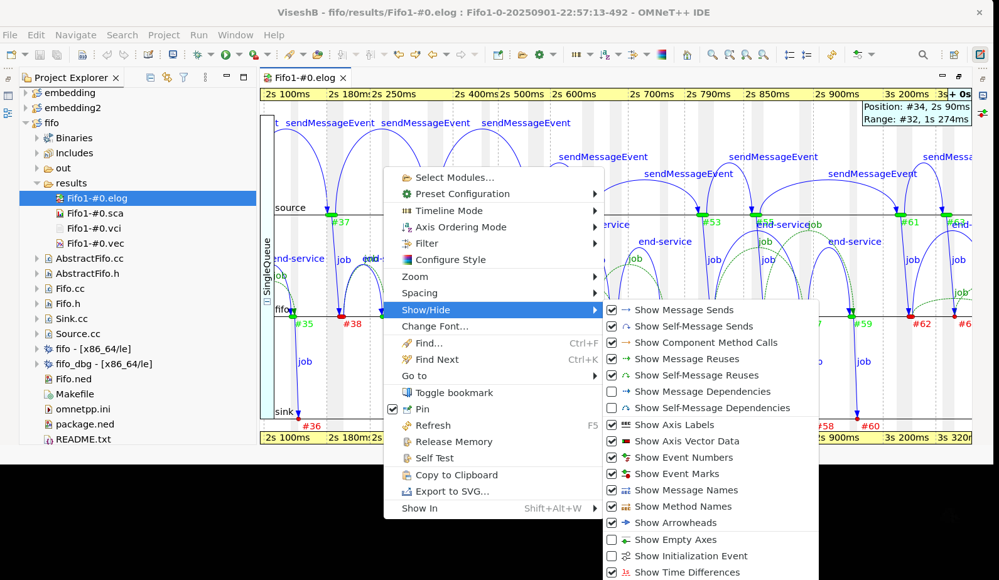 ViseshB - fifo/results/Fifo1-#0.elog : Fifo1-0-20250901-22:57:13-492 - OMNeT++ IDE
File Edit Navigate Search Project Run Window Help
Project Explorer
Fifo1-#0.elog
embedding
embedding2
fifo
Binaries
Includes
out
results
Fifo1-#0.elog
Fifo1-#0.sca
Fifo1-#0.vci
Fifo1-#0.vec
AbstractFifo.cc
AbstractFifo.h
Fifo.cc
Fifo.h
Sink.cc
Source.cc
fifo - [x86_64/le]
fifo_dbg - [x86_64/le]
Fifo.ned
Makefile
omnetpp.ini
package.ned
README.txt
2s 100ms 2s 180ms 2s 250ms 2s 400ms 2s 500ms 2s 600ms 2s 700ms 2s 790ms 2s 850ms 2s 900ms 3s 200ms 3s + 0s
Position: #34, 2s 90ms
Range: #32, 1s 274ms
t sendMessageEvent sendMessageEvent sendMessageEvent
sendMessageEvent sendMessageEvent sendMessa
sendMessageEvent sendMessageEvent
source
#37 #53 #55 #61 #63
ervice end-service job end-
end-service job end-service
job
end-service job end-s job job job job job
SingleQueue
ob
job
fifo
#35 #38 7 #59 #62 #6
job b job
sink
#36 #58 #60
2s 100ms 2s 180ms 2s 2s 900ms 3s 200ms 3s 320m
Select Modules...
Preset Configuration
Timeline Mode
Axis Ordering Mode
Filter
Configure Style
Zoom
Spacing
Show/Hide
Change Font...
Find... Ctrl+F
Find Next Ctrl+K
Go to
Toggle bookmark
Pin
Refresh F5
Release Memory
Self Test
Copy to Clipboard
Export to SVG...
Show In Shift+Alt+W
Show Message Sends
Show Self-Message Sends
Show Component Method Calls
Show Message Reuses
Show Self-Message Reuses
Show Message Dependencies
Show Self-Message Dependencies
Show Axis Labels
Show Axis Vector Data
Show Event Numbers
Show Event Marks
Show Message Names
Show Method Names
Show Arrowheads
Show Empty Axes
Show Initialization Event
Show Time Differences